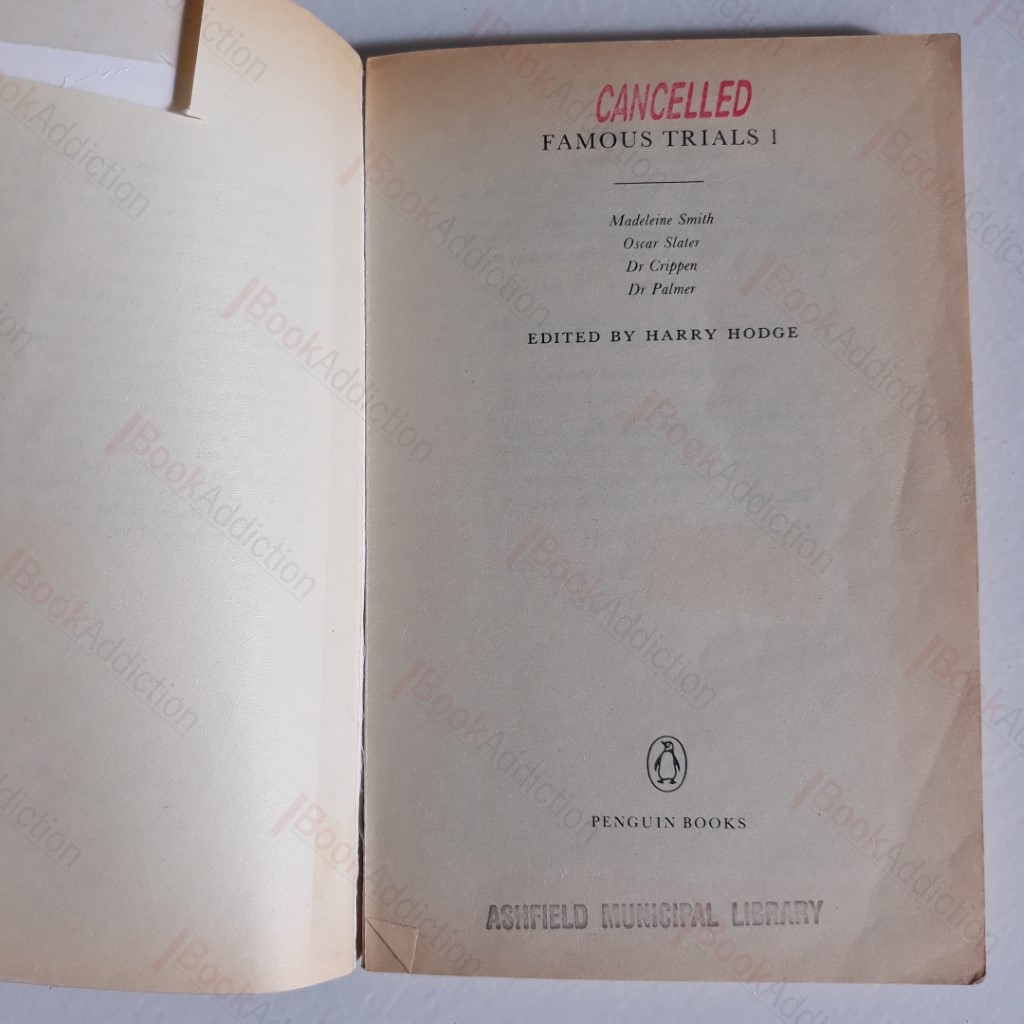 CANCELLED
FAMOUS TRIALS 1
Madeleine Smith
Oscar Slater
Dr Crippen
Dr Palmer
EDITED BY HARRY HODGE
PENGUIN BOOKS
ASHFIELD MUNICIPAL LIBRARY
BookAddiction